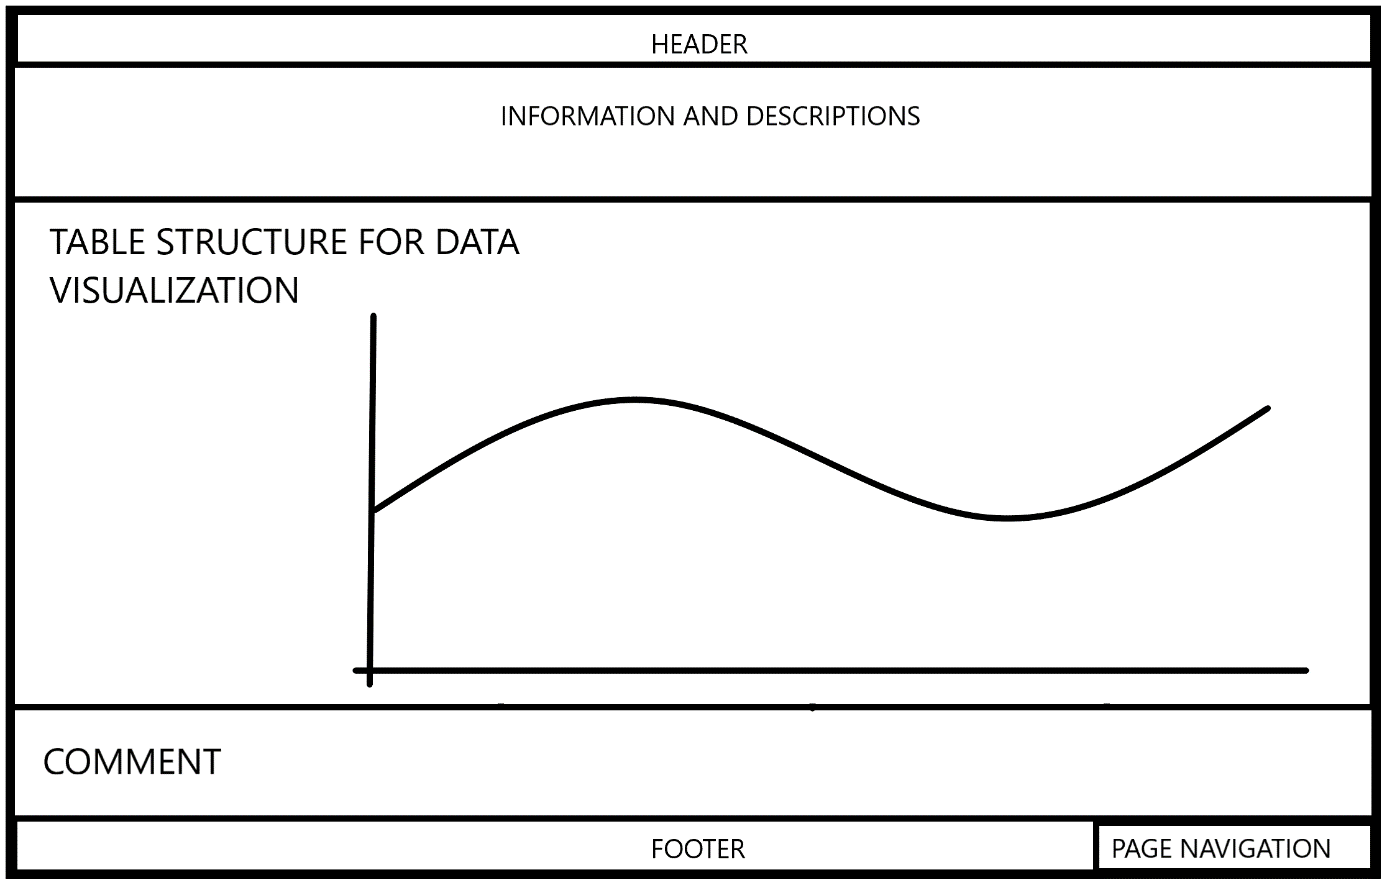 HEADER
INFORMATION AND DESCRIPTIONS
TABLE STRUCTURE FOR DATA
VISUALIZATION
COMMENT
FOOTER
PAGE NAVIGATION